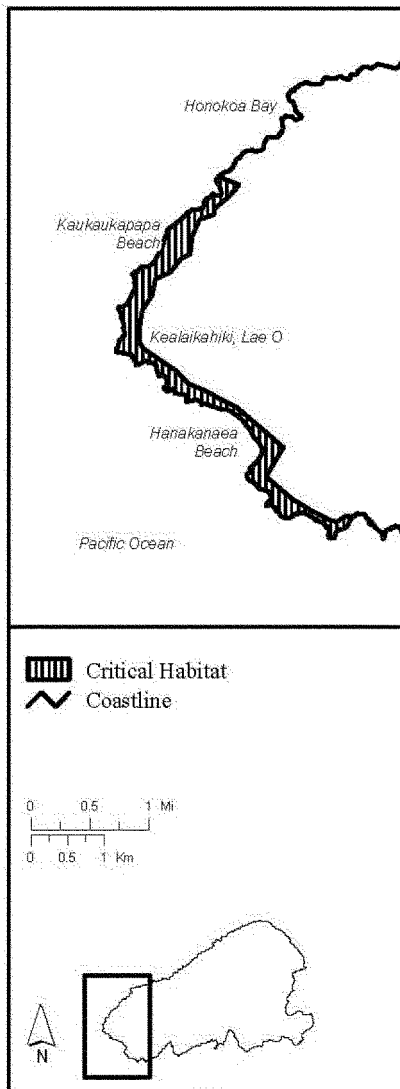 Honokoa Bay
Kaukaukapapa
Beach
Kealaikahiki, Lae O
Hanakanaea
Beach
Pacific Ocean
Critical Habitat
Coastline
0 0.5 1 Mi
0 0.5 1 Km
N